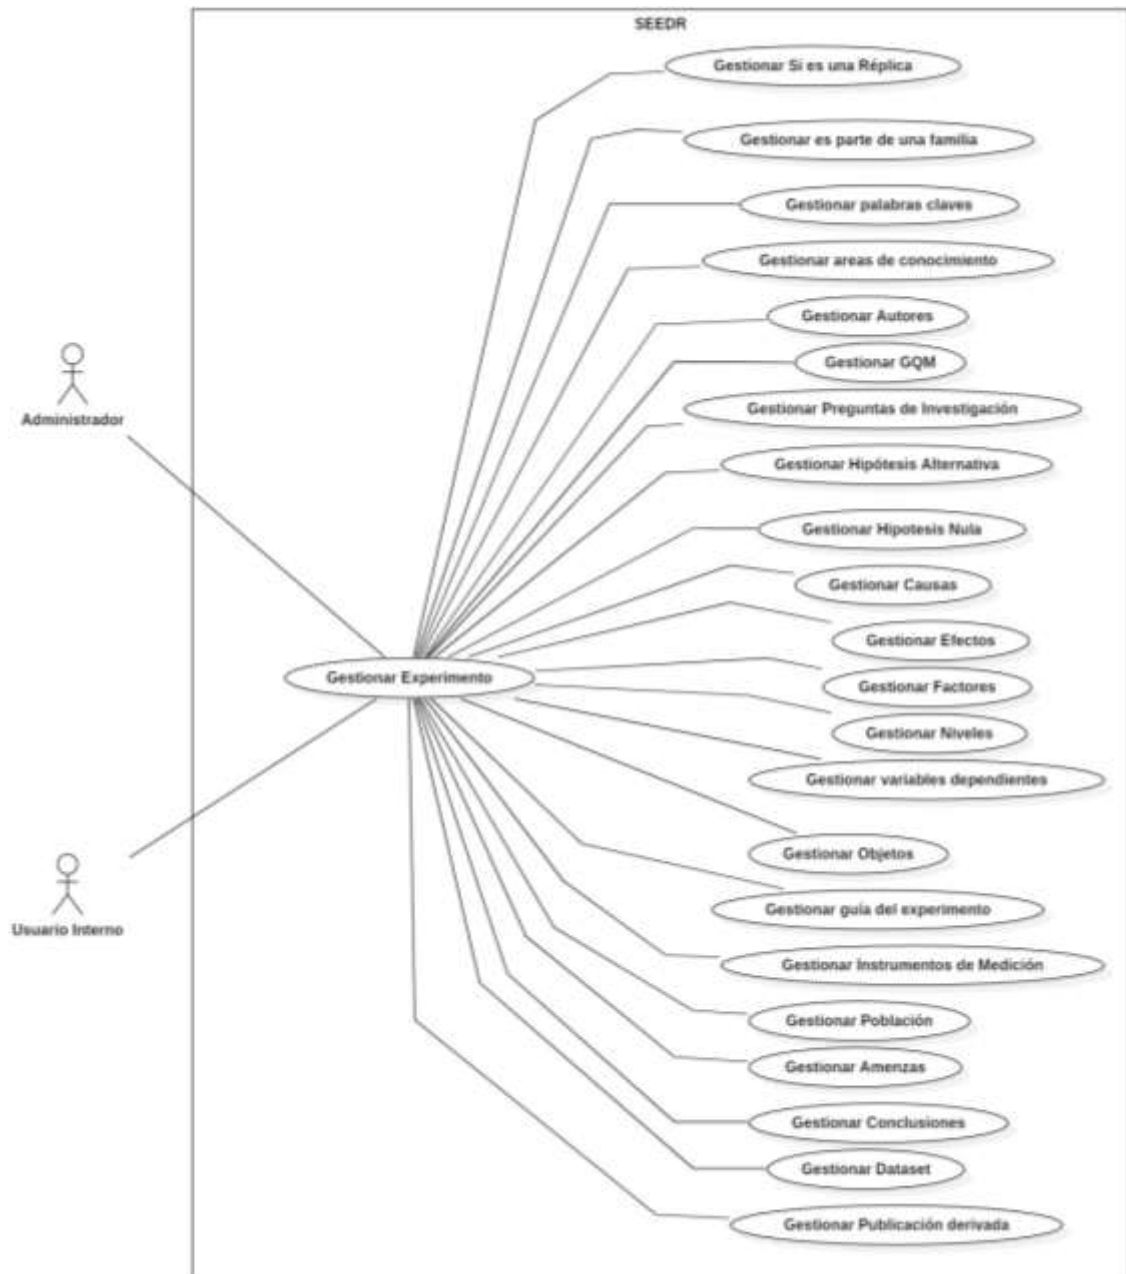 SEEDR
Gestionar Si es una Réplica
Gestionar es parte de una familia
Gestionar palabras claves
Gestionar areas de conocimiento
Gestionar Autores
Gestionar GQM
Administrador
Gestionar Preguntas de Investigación
Gestionar Hipótesis Alternativa
Gestionar Hipotesis Nula
Gestionar Causas
Gestionar Efectos
Gestionar Experimento
Gestionar Factores
Gestionar Niveles
Gestionar variables dependientes
Gestionar Objetos
Gestionar guía del experimento
Usuario Interno
Gestionar Instrumentos de Medición
Gestionar Población
Gestionar Amenzas
Gestionar Conclusiones
Gestionar Dataset
Gestionar Publicación derivada